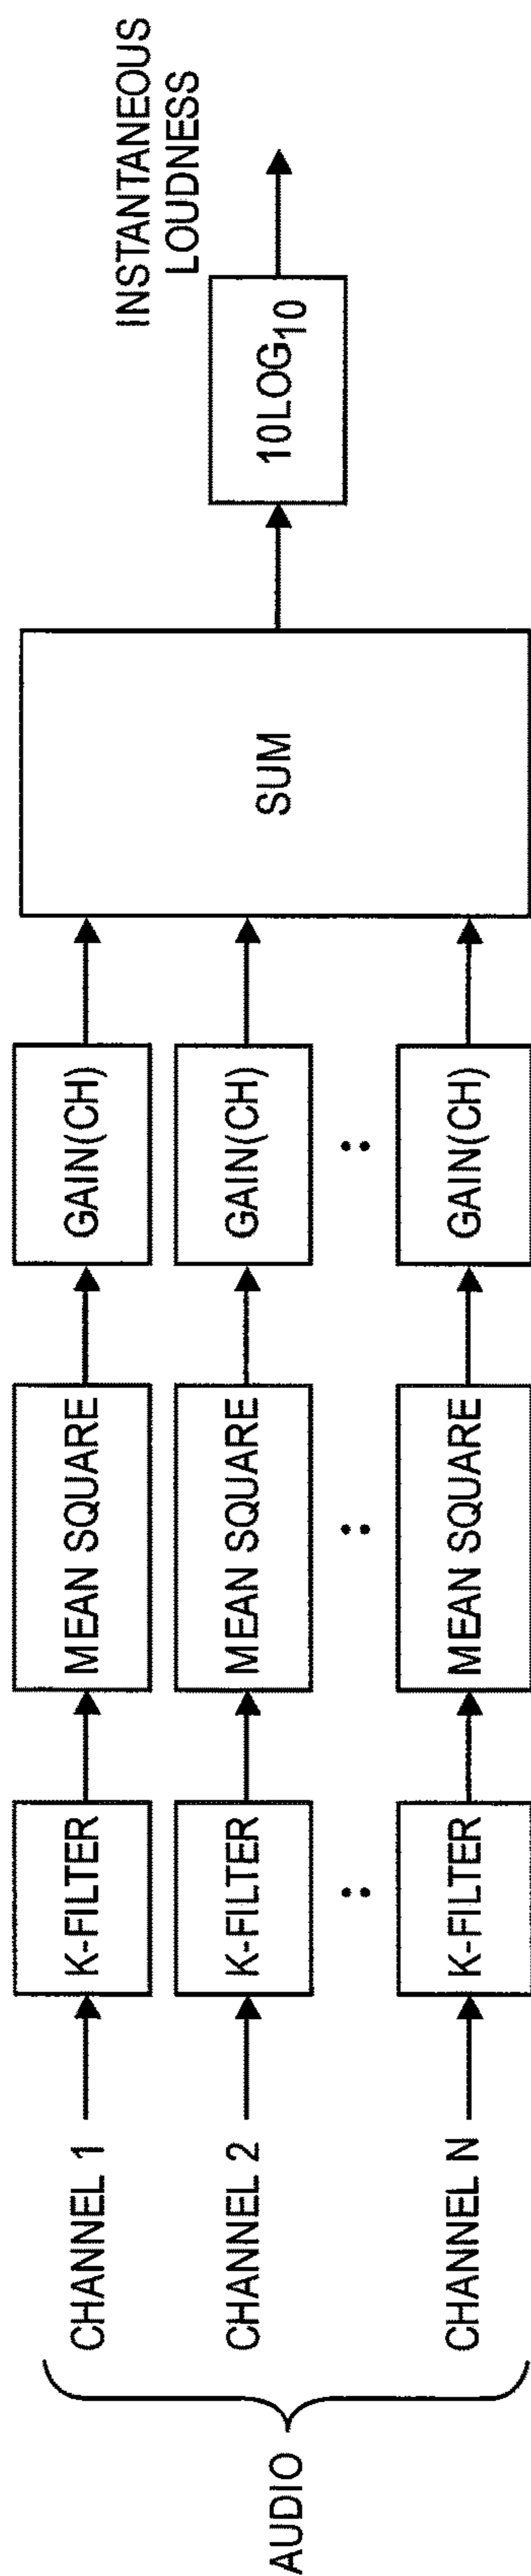 AUDIO
CHANNEL 1
K-FILTER
MEAN SQUARE
GAIN(CH)
CHANNEL 2
K-FILTER
MEAN SQUARE
GAIN(CH)
: : :
CHANNEL N
K-FILTER
MEAN SQUARE
GAIN(CH)
SUM
10LOG10
INSTANTANEOUS
LOUDNESS